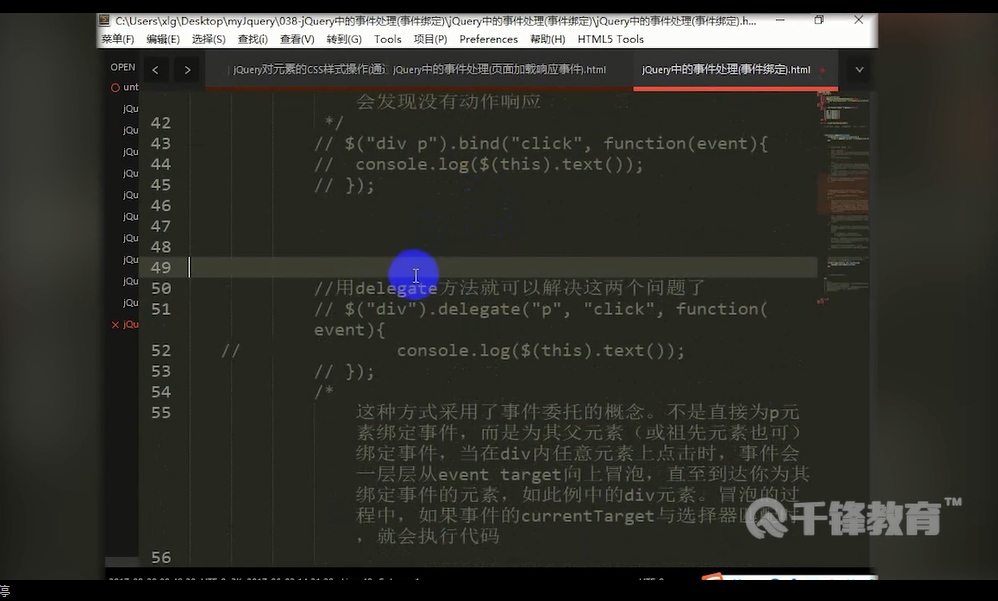 C:\Users\xlg\Desktop\myJquery\038-jQuery中的事件处理(事件绑定)\jQuery中的事件处理(事件绑定)\jQuery中的事件处理(事件绑定).h...
菜单(F) 编辑(E) 选择(S) 查找(i) 查看(V) 转到(G) Tools 项目(P) Preferences 帮助(H) HTML5 Tools
OPEN
jQuery对元素的CSS样式操作(通过
jQuery中的事件处理(页面加载响应事件).html
jQuery中的事件处理(事件绑定).html
unt
jQu
jQu
jQu
jQu
jQu
jQu
jQu
jQu
jQu
jQu
jQu
会发现没有动作响应
42 */
43 // $("div p").bind("click", function(event){
44 // console.log($(this).text());
45 // });
46
47
48
49
50 //用delegate方法就可以解决这两个问题了
51 // $("div").delegate("p", "click", function(
event){
52 // console.log($(this).text());
53 // });
54 /*
55 这种方式采用了事件委托的概念。不是直接为p元
素绑定事件，而是为其父元素（或祖先元素也可）
绑定事件，当在div内任意元素上点击时，事件会
一层层从event target向上冒泡，直至到达你为其
绑定事件的元素，如此例中的div元素。冒泡的过
程中，如果事件的currentTarget与选择器
，就会执行代码
56
千锋教育™